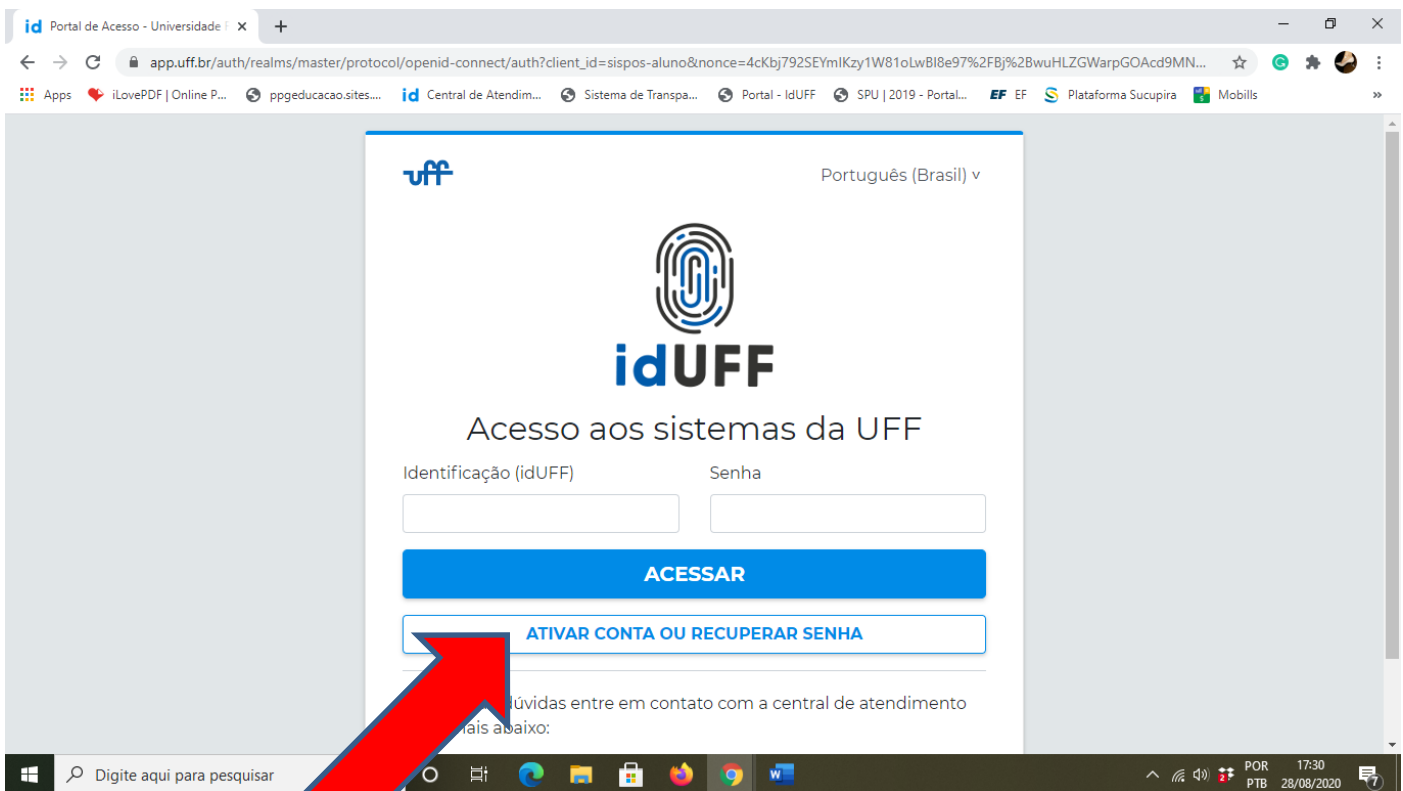 id Portal de Acesso - Universidade
app.uff.br/auth/realms/master/protocol/openid-connect/auth?client_id=sispos-aluno&nonce=4cKbj792SEYmIKzy1W81oLwBI8e97%2FBj%2BwuHLZGWarpGOAcd9MN...
Apps iLovePDF | Online P... ppgeducacao.sites.... id Central de Atendim... Sistema de Transpa... Portal - IdUFF SPU | 2019 - Portal... EF EF Plataforma Sucupira Mobills »
uff Português (Brasil) v
idUFF
Acesso aos sistemas da UFF
Identificação (idUFF) Senha
ACESSAR
ATIVAR CONTA OU RECUPERAR SENHA
dúvidas entre em contato com a central de atendimento
abaixo:
Digite aqui para pesquisar
POR 17:30
PTB 28/08/2020